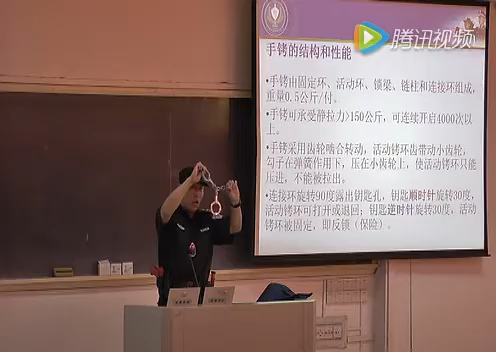 腾讯视频
手铐的结构和性能
•手铐由固定环、活动环、锁梁、链柱和连接环组成，
重量0.5公斤/付。
•手铐可承受静拉力>150公斤，可连续开启4000次以
上。
•手铐采用齿轮啮合转动，活动铐环齿带动小齿轮，
勾子在弹簧作用下，压在小齿轮上，使活动铐环只能
压进，不能被拉出。
•连接环旋转90度露出钥匙孔，钥匙顺时针旋转30度，
活动铐环可打开或退回；钥匙逆时针旋转30度，活动
铐环被固定，即反锁（保险）。